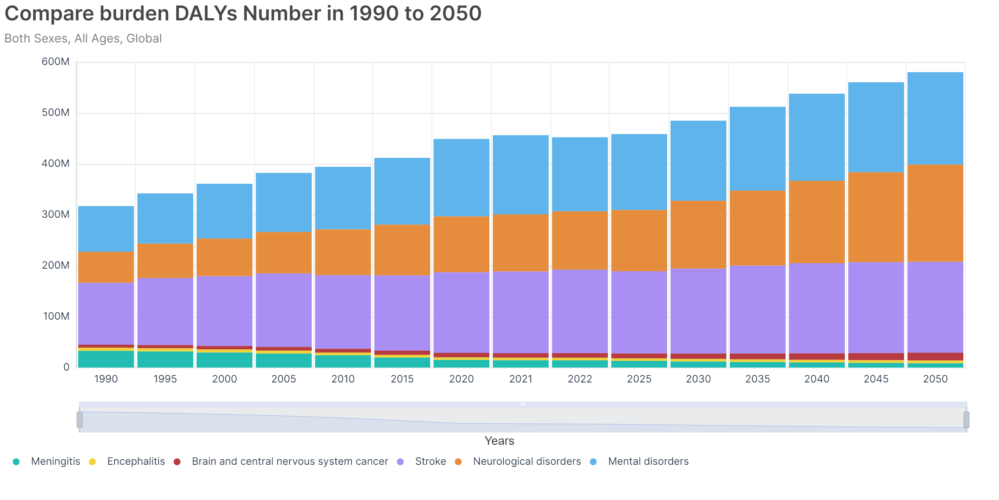 Compare burden DALYs Number in 1990 to 2050
Both Sexes, All Ages, Global
600M
500M
400M
300M
200M
100M
0
1990 1995 2000 2005 2010 2015 2020 2021 2022 2025 2030 2035 2040 2045 2050
Years
Meningitis Encephalitis Brain and central nervous system cancer Stroke Neurological disorders Mental disorders